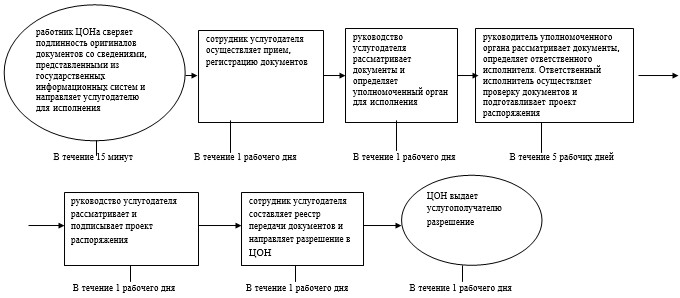 работник ЦОНа сверяет
подлинность оригиналов
документов со сведениями,
представленными из
государственных
информационных систем и
направляет услугодателю
для исполнения
сотрудник услугодателя
осуществляет прием,
регистрацию документов
руководство
услугодателя
рассматривает
документы и
определяет
уполномоченный орган
для исполнения
руководитель уполномоченного
органа рассматривает документы,
определяет ответственного
исполнителя. Ответственный
исполнитель осуществляет
проверку документов и
подготавливает проект
распоряжения
В течение 15 минут
В течение 1 рабочего дня
В течение 1 рабочего дня
В течение 5 рабочих дней
руководство услугодателя
рассматривает и
подписывает проект
распоряжения
сотрудник услугодателя
составляет реестр
передачи документов и
направляет разрешение в
ЦОН
ЦОН выдает
услугополучателю
разрешение
В течение 1 рабочего дня
В течение 1 рабочего дня
В течение 1 рабочего дня